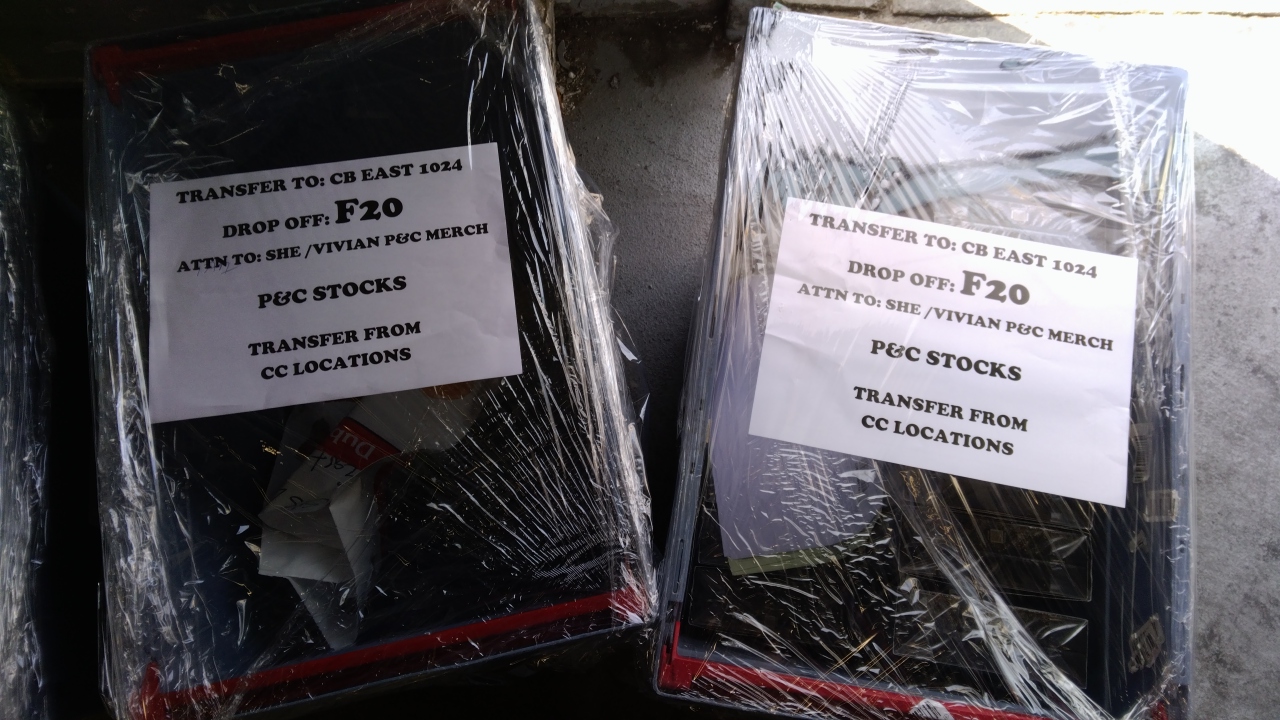 TRANSFER TO: CB EAST 1024
DROP OFF: F20
ATTN TO: SHE /VIVIAN P&C MERCH
P&C STOCKS
TRANSFER FROM
CC LOCATIONS
Dub
TRANSFER TO: CB EAST 1024
DROP OFF: F20
ATTN TO: SHE /VIVIAN P&C MERCH
P&C STOCKS
TRANSFER FROM
CC LOCATIONS